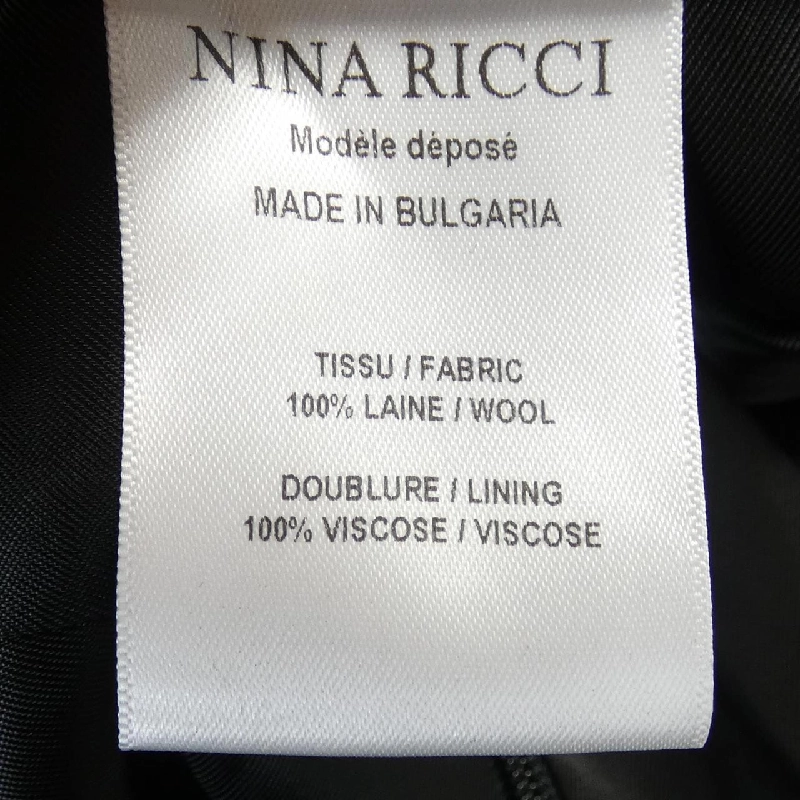 NINA RICCI
Modèle déposé
MADE IN BULGARIA
TISSU / FABRIC
100% LAINE / WOOL
DOUBLURE / LINING
100% VISCOSE / VISCOSE